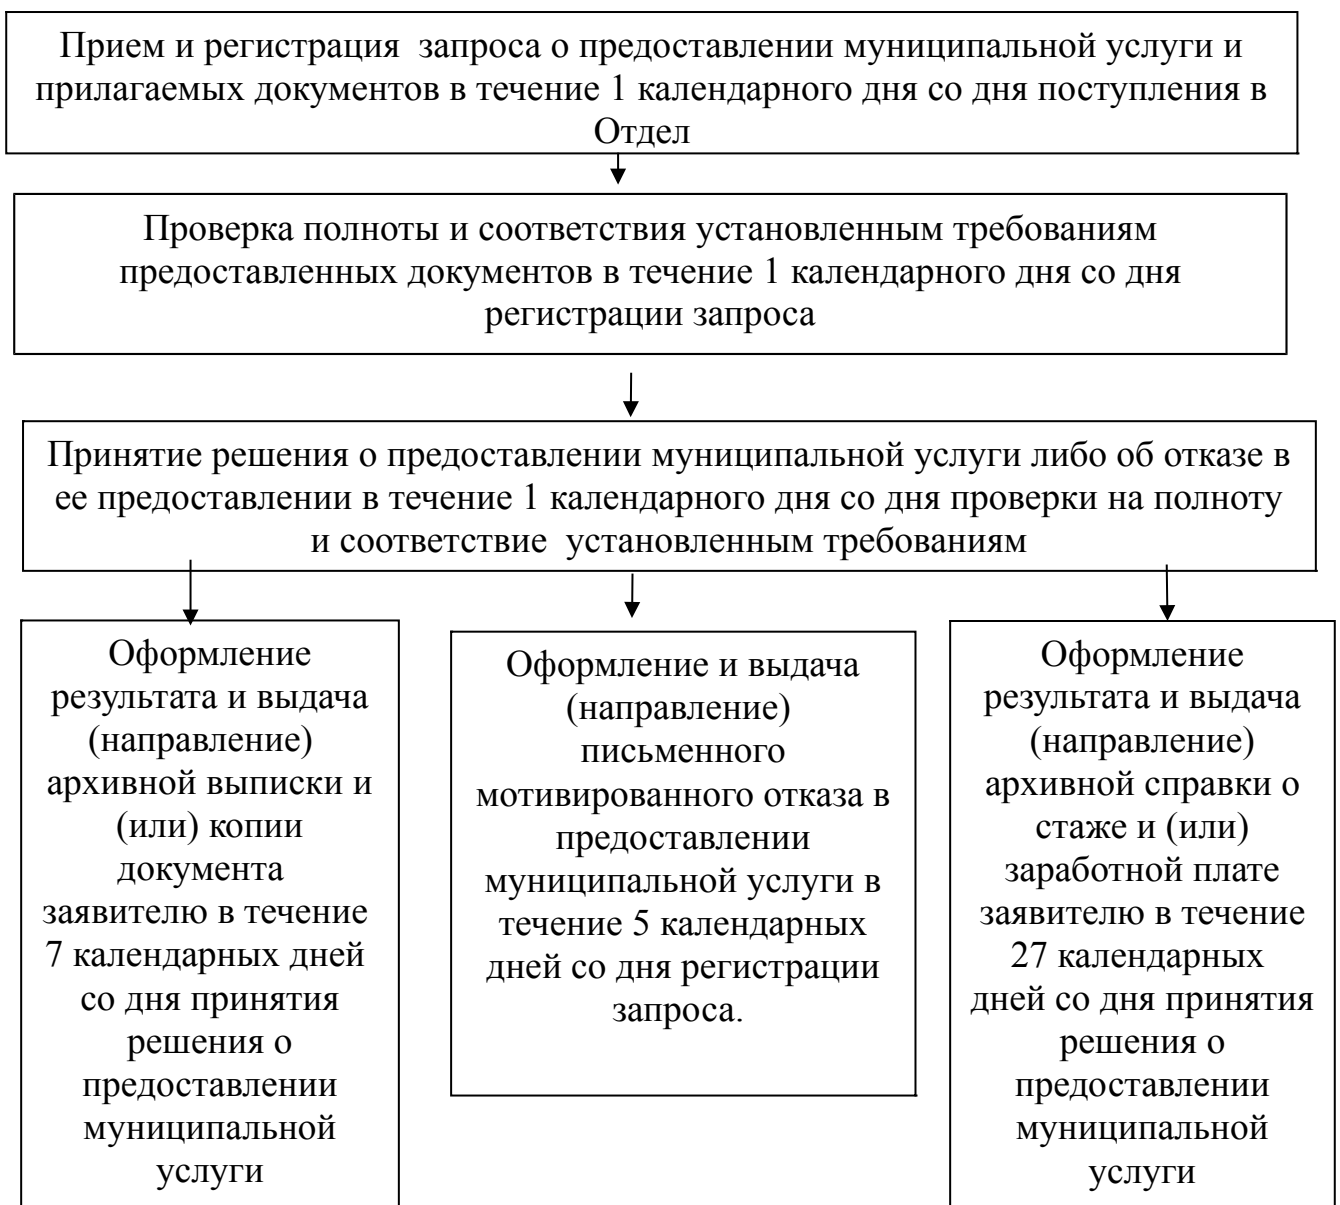 Прием и регистрация  запроса о предоставлении муниципальной услуги и
прилагаемых документов в течение 1 календарного дня со дня поступления в
Отдел
Проверка полноты и соответствия установленным требованиям
предоставленных документов в течение 1 календарного дня со дня
регистрации запроса
Принятие решения о предоставлении муниципальной услуги либо об отказе в
ее предоставлении в течение 1 календарного дня со дня проверки на полноту
и соответствие  установленным требованиям
Оформление
результата и выдача
(направление)
архивной выписки и
(или) копии
документа
заявителю в течение
7 календарных дней
со дня принятия
решения о
предоставлении
муниципальной
услуги
Оформление и выдача
(направление)
письменного
мотивированного отказа в
предоставлении
муниципальной услуги в
течение 5 календарных
дней со дня регистрации
запроса.
Оформление
результата и выдача
(направление)
архивной справки о
стаже и (или)
заработной плате
заявителю в течение
27 календарных
дней со дня принятия
решения о
предоставлении
муниципальной
услуги